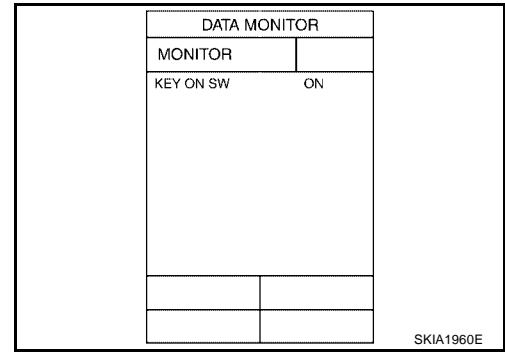 DATA MONITOR
MONITOR
KEY ON SW ON
SKIA1960E